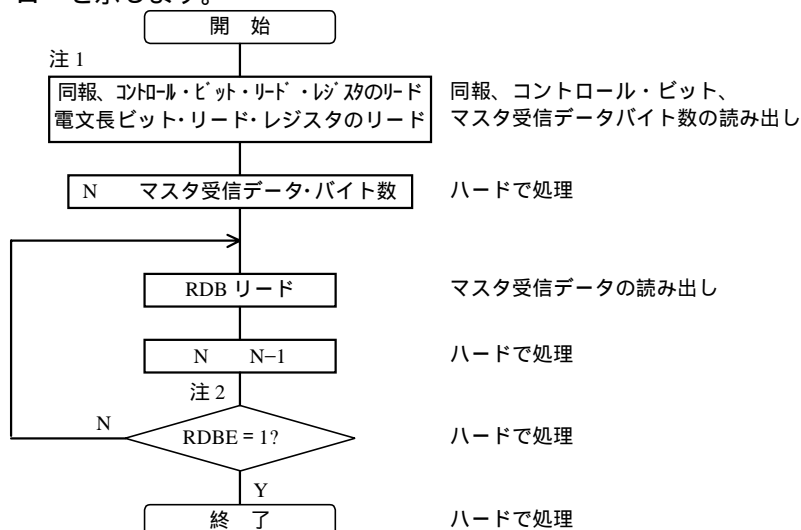 開 始
注 1
同報、コントロール・ビット・リード・レジスタのリード
電文長ビット・リード・レジスタのリード
同報、コントロール・ビット、
マスタ受信データバイト数の読み出し
N マスタ受信データ・バイト数
ハードで処理
RDB リード
マスタ受信データの読み出し
N N−1
ハードで処理
注 2
N
RDBE = 1?
ハードで処理
Y
終 了
ハードで処理